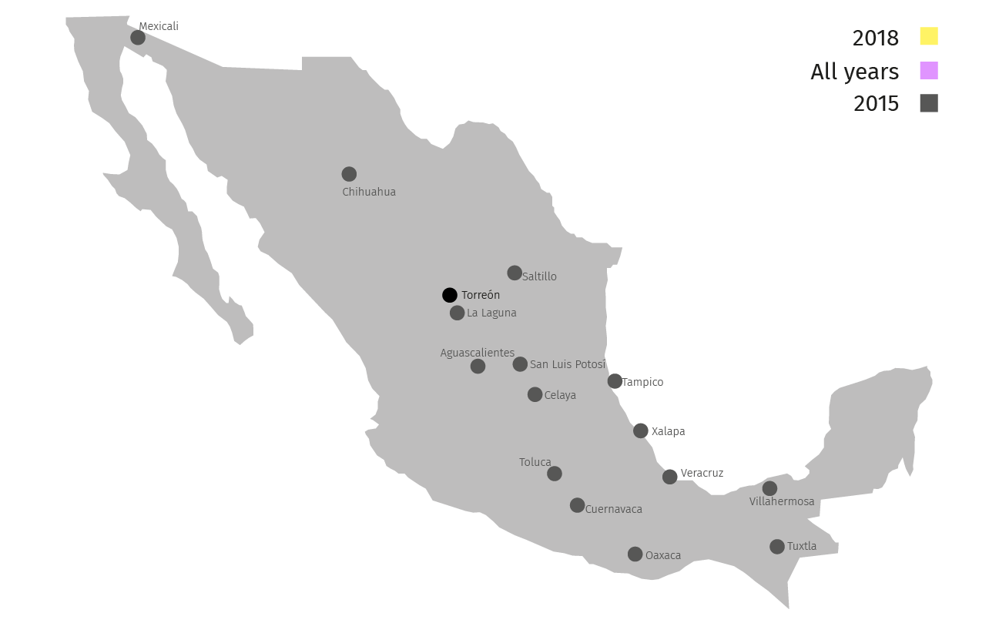 Mexicali
2018
All years
2015
Chihuahua
Saltillo
Torreón
La Laguna
Aguascalientes
San Luis Potosí
Tampico
Celaya
Xalapa
Toluca
Veracruz
Villahermosa
Cuernavaca
Tuxtla
Oaxaca